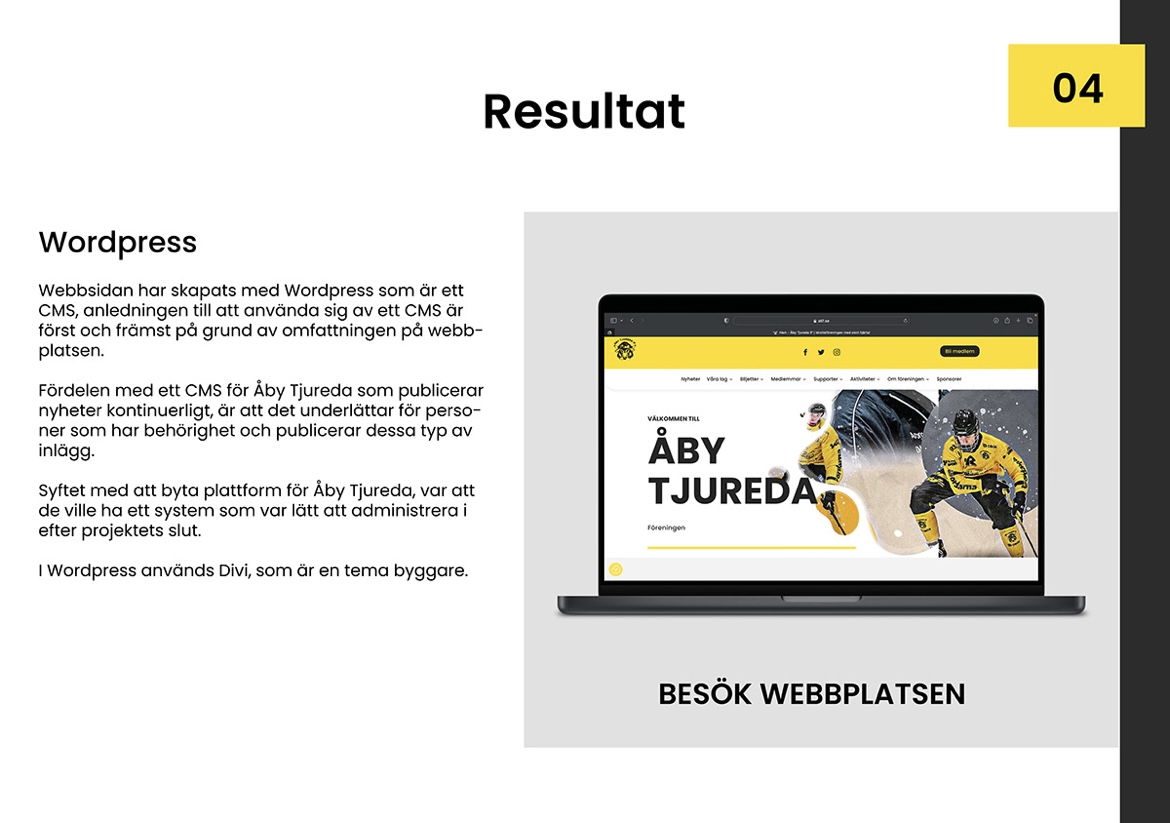 04
Resultat
Wordpress
Webbsidan har skapats med Wordpress som är ett
CMS, anledningen till att använda sig av ett CMS är
först och främst på grund av omfattningen på webb-
platsen.
Fördelen med ett CMS för Åby Tjureda som publicerar
nyheter kontinuerligt, är att det underlättar för perso-
ner som har behörighet och publicerar dessa typ av
inlägg.
Syftet med att byta plattform för Åby Tjureda, var att
de ville ha ett system som var lätt att administrera i
efter projektets slut.
I Wordpress används Divi, som är en tema byggare.
Bli medlem
Nyheter Våra lag Biljetter Medlemmar Supporter Aktiviteter Om föreningen Sponsorer
VÄLKOMMEN TILL
ÅBY
TJUREDA
Föreningen
BESÖK WEBBPLATSEN